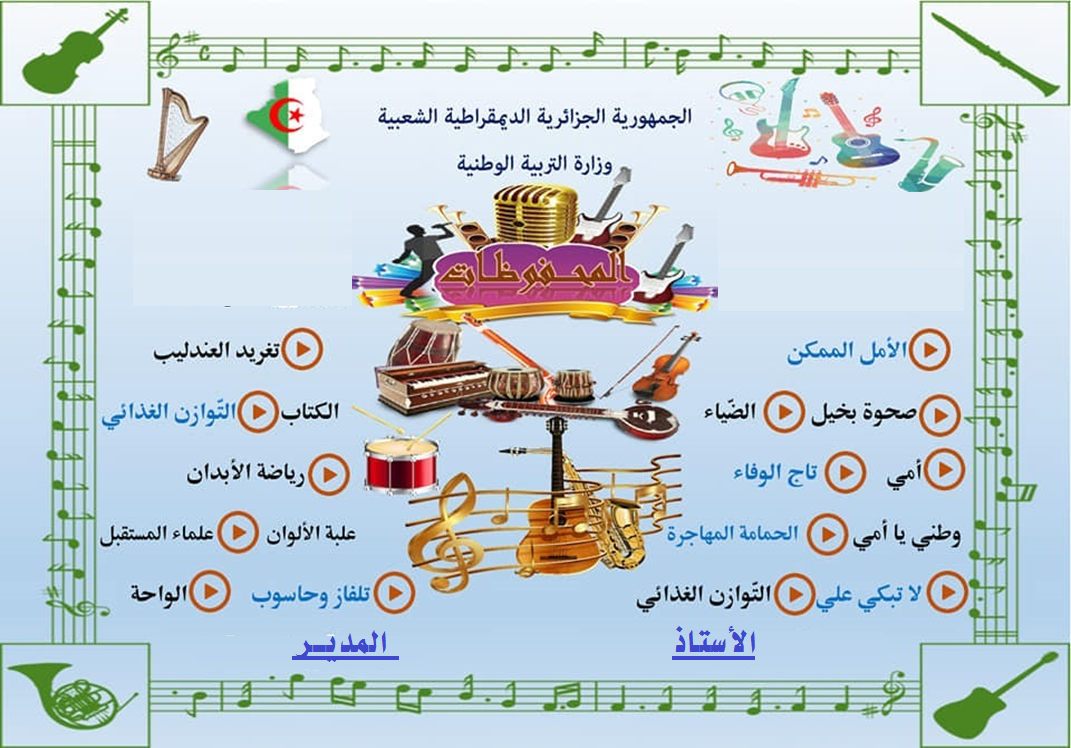 الجمهورية الجزائرية الديمقراطية الشعبية
وزارة التربية الوطنية
المحفوظات
الأمل الممكن
تغريد العندليب
صحوة بخيل الضّياء
الكتاب التّوازن الغذائي
أمي تاج الوفاء
رياضة الأبدان
وطني يا أمي الحمامة المهاجرة
علبة الألوان علماء المستقبل
لا تبكي علي التّوازن الغذائي
تلفاز وحاسوب الواحة
الأستاذ
المديـر